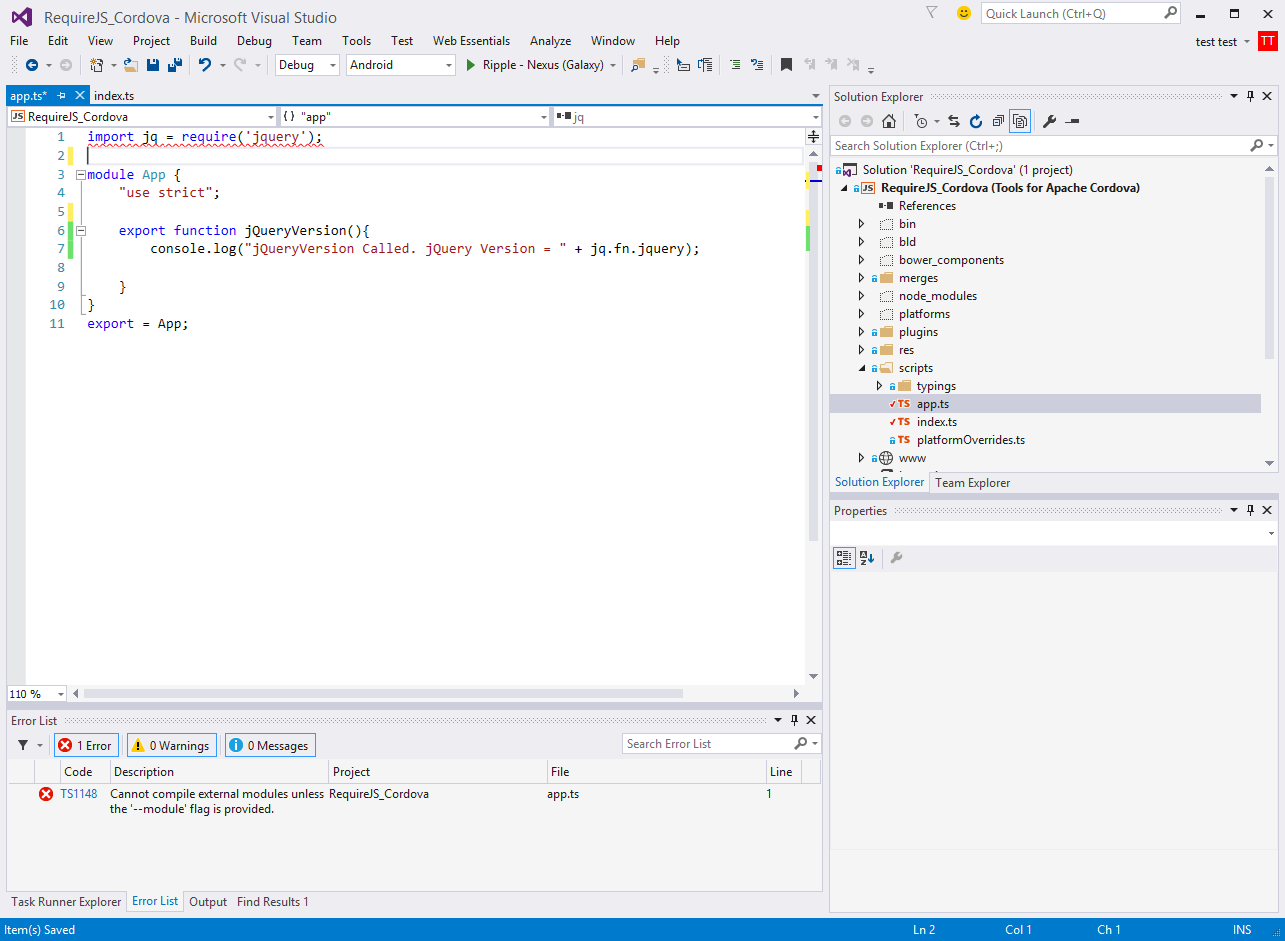 RequireJS_Cordova - Microsoft Visual Studio
Quick Launch (Ctrl+Q)
File Edit View Project Build Debug Team Tools Test Web Essentials Analyze Window Help
test test TT
Debug Android Ripple - Nexus (Galaxy)
app.ts* index.ts
JS RequireJS_Cordova { } "app" jq
1 import jq = require('jquery');
2
3 module App {
4 "use strict";
5
6 export function jQueryVersion(){
7 console.log("jQueryVersion Called. jQuery Version = " + jq.fn.jquery);
8
9 }
10 }
11 export = App;
110 %
Solution Explorer
Search Solution Explorer (Ctrl+;)
Solution 'RequireJS_Cordova' (1 project)
JS RequireJS_Cordova (Tools for Apache Cordova)
References
bin
bld
bower_components
merges
node_modules
platforms
plugins
res
scripts
typings
TS app.ts
TS index.ts
TS platformOverrides.ts
www
Solution Explorer Team Explorer
Properties
Error List
1 Error 0 Warnings 0 Messages
Search Error List
Code Description Project File Line
TS1148 Cannot compile external modules unless RequireJS_Cordova app.ts 1
the '--module' flag is provided.
Task Runner Explorer Error List Output Find Results 1
Item(s) Saved Ln 2 Col 1 Ch 1 INS